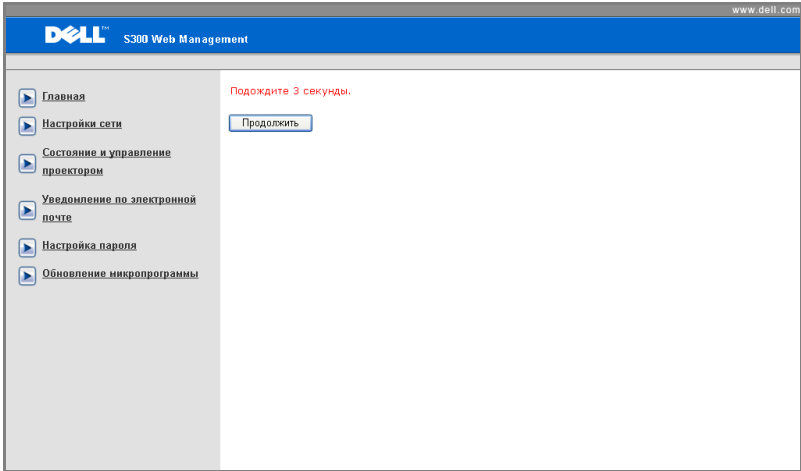 www.dell.com
DELL™ S300 Web Management
Главная
Настройки сети
Состояние и управление
проектором
Уведомление по электронной
почте
Настройка пароля
Обновление микропрограммы
Подождите 3 секунды.
Продолжить